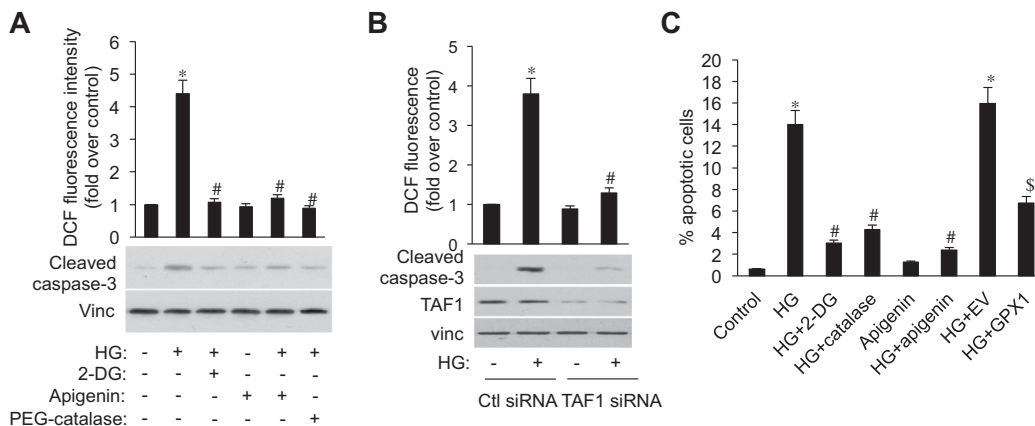 A
DCF fluorescence intensity
(fold over control)
6
5
4
3
2
1
0
*
#
#
#
Cleaved
caspase-3
Vinc
HG: - + + - + +
2-DG: - - + - - -
Apigenin: - - - + + -
PEG-catalase: - - - - - +
B
DCF fluorescence
(fold over control)
5
4
3
2
1
0
*
#
Cleaved
caspase-3
TAF1
vinc
HG: - + - +
Ctl siRNA TAF1 siRNA
C
% apoptotic cells
20
18
16
14
12
10
8
6
4
2
0
*
#
#
#
*
$
Control
HG
HG+2-DG
HG+catalase
Apigenin
HG+apigenin
HG+EV
HG+GPX1